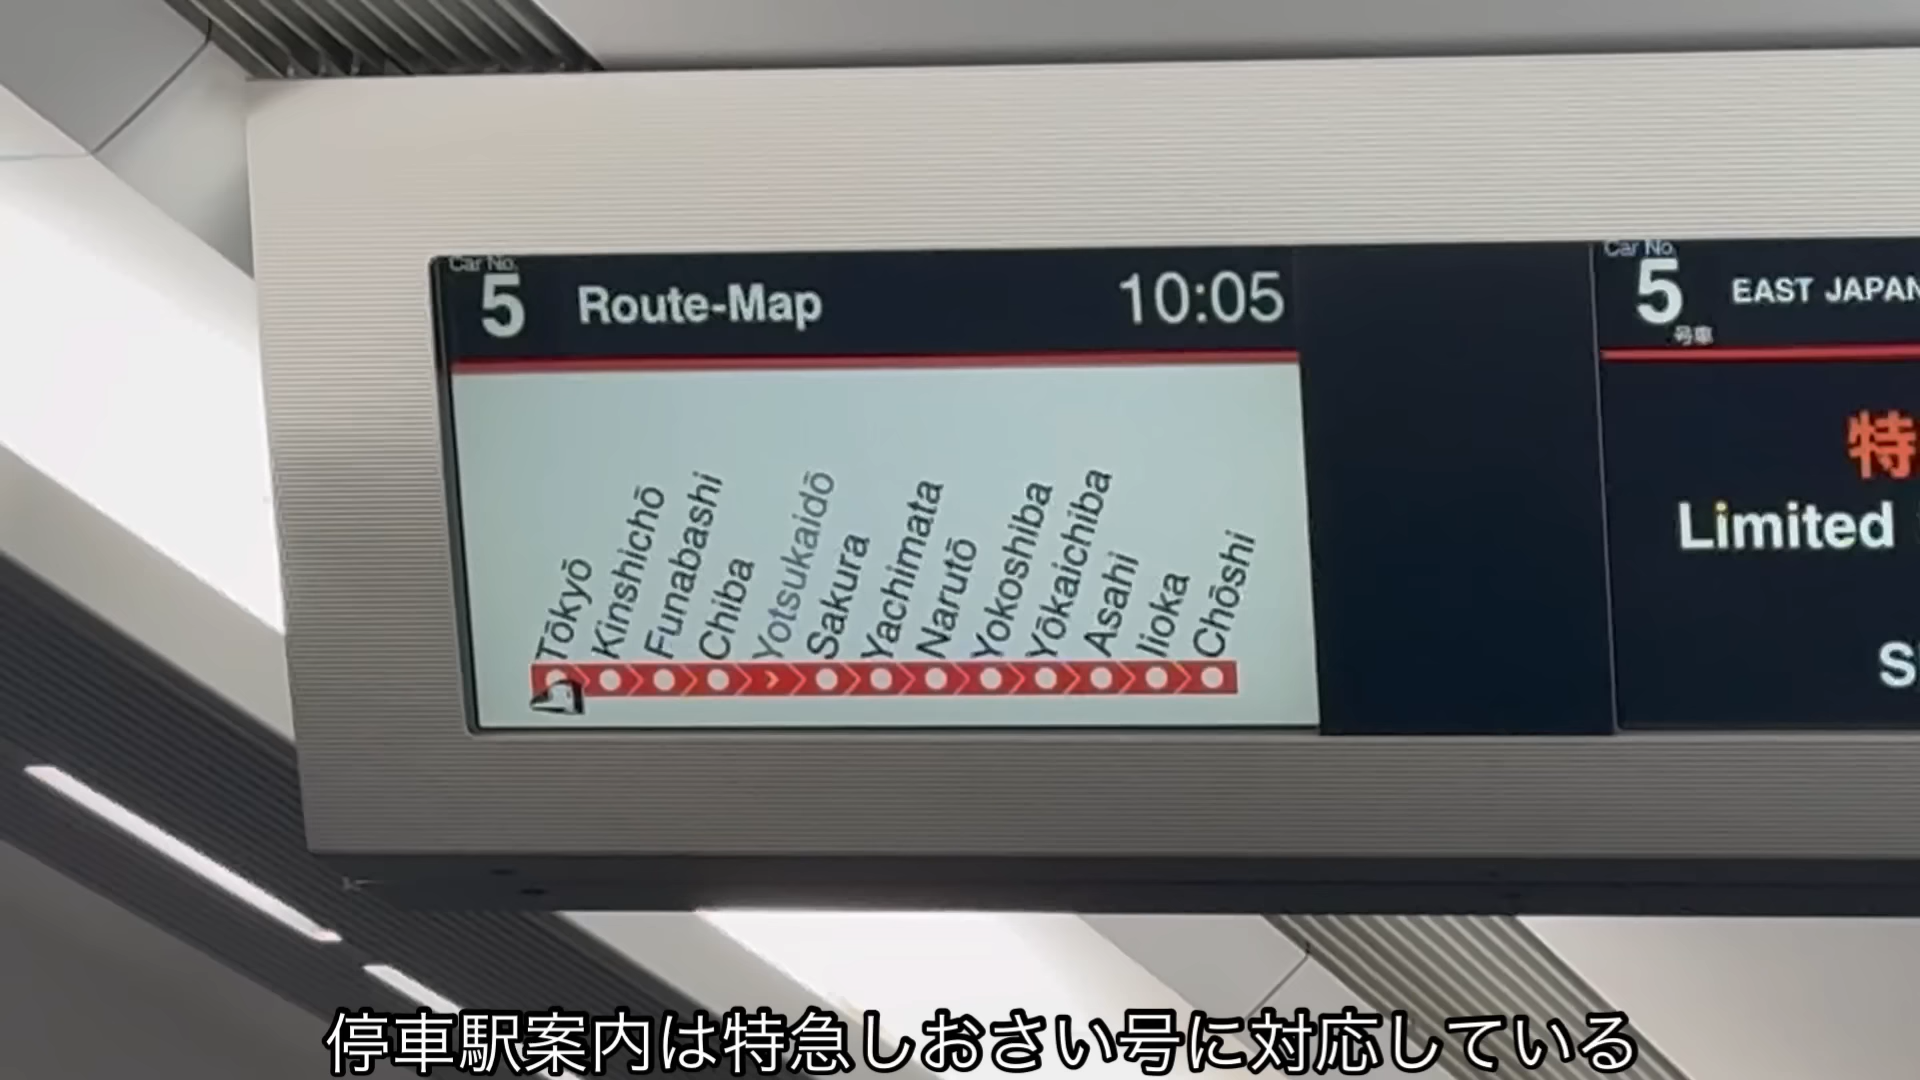 Car No.
5
Route-Map
10:05
Tōkyō
Kinshichō
Funabashi
Chiba
Yotsukaidō
Sakura
Yachimata
Narutō
Yokoshiba
Yōkaichiba
Asahi
Iioka
Chōshi
Car No.
5
号車
EAST JAPAN
特
Limited
S
停車駅案内は特急しおさい号に対応している